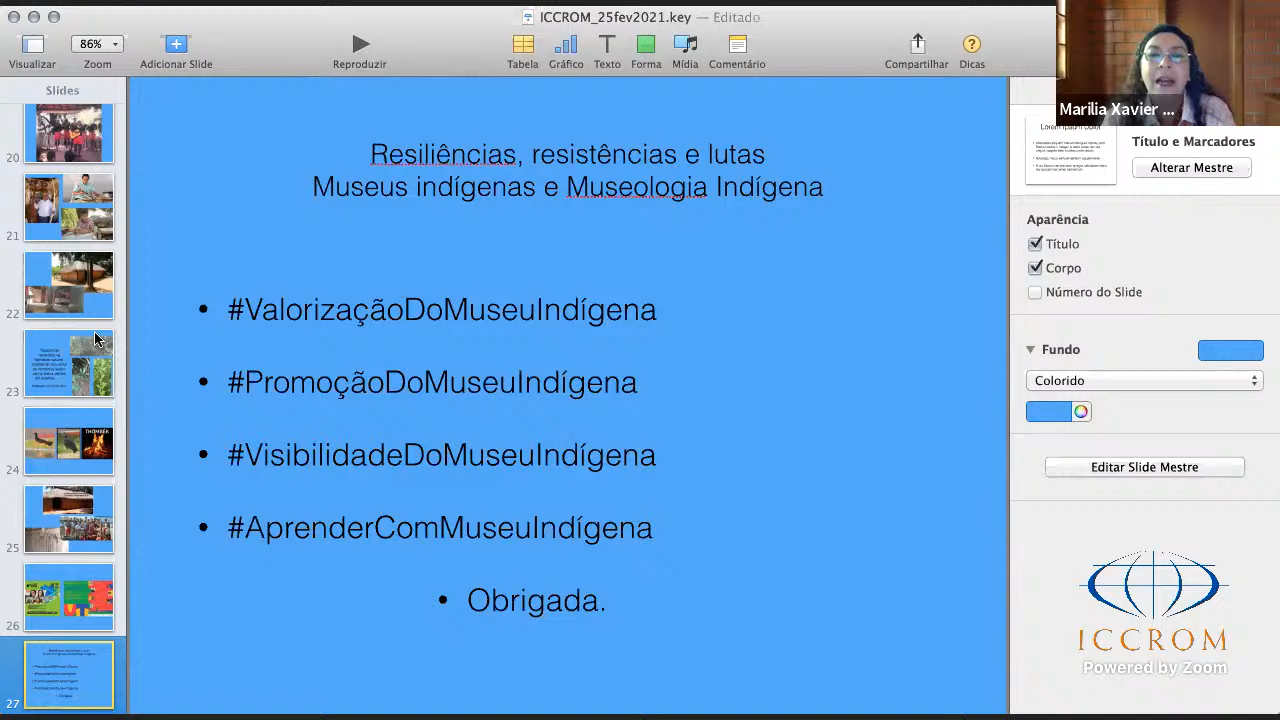 ICCROM_25fev2021.key — Editado
86%
Visualizar
Zoom
Adicionar Slide
Reproduzir
Tabela
Gráfico
Texto
Forma
Mídia
Comentário
Compartilhar
Dicas
Marilia Xavier ...
Slides
20
21
22
23
24
THOMBÉK
25
26
27
Resiliências, resistências e lutas
Museus indígenas e Museologia Indígena
• #ValorizaçãoDoMuseuIndígena
• #PromoçãoDoMuseuIndígena
• #VisibilidadeDoMuseuIndígena
• #AprenderComMuseuIndígena
• Obrigada.
Título e Marcadores
Alterar Mestre
Aparência
Título
Corpo
Número do Slide
Fundo
Colorido
Editar Slide Mestre
ICCROM
Powered by Zoom